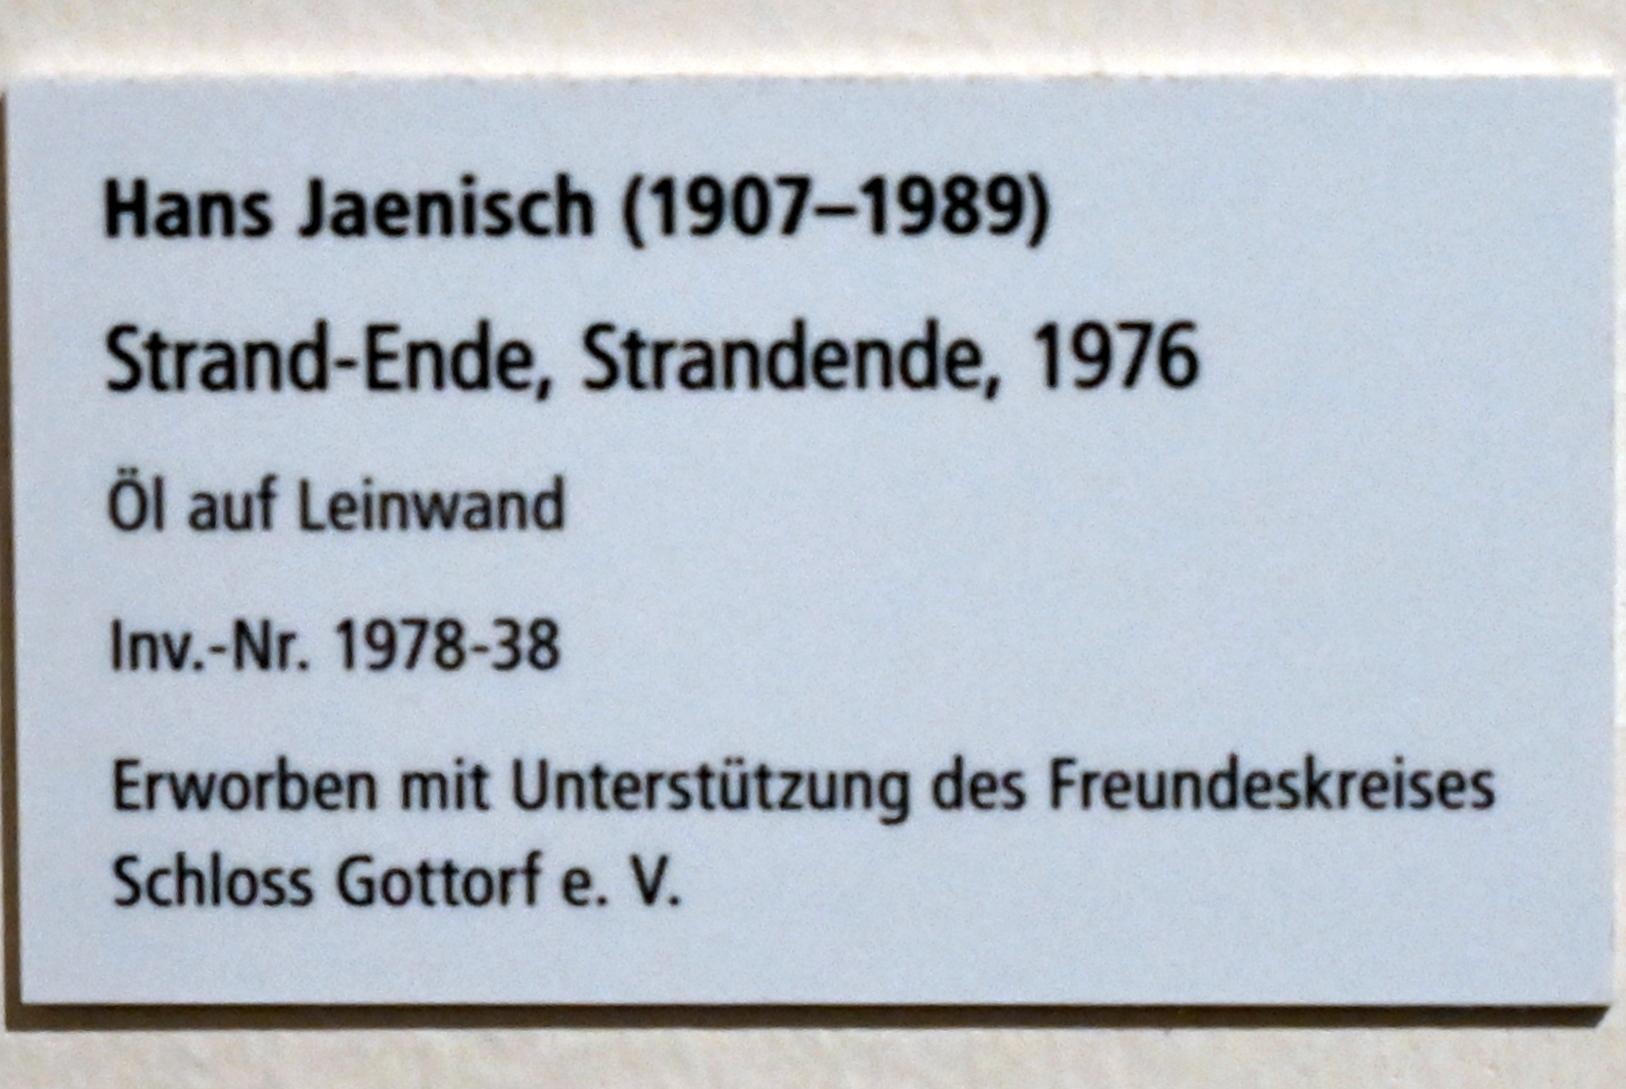 Hans Jaenisch (1907–1989)
Strand-Ende, Strandende, 1976
Öl auf Leinwand
Inv.-Nr. 1978-38
Erworben mit Unterstützung des Freundeskreises
Schloss Gottorf e. V.